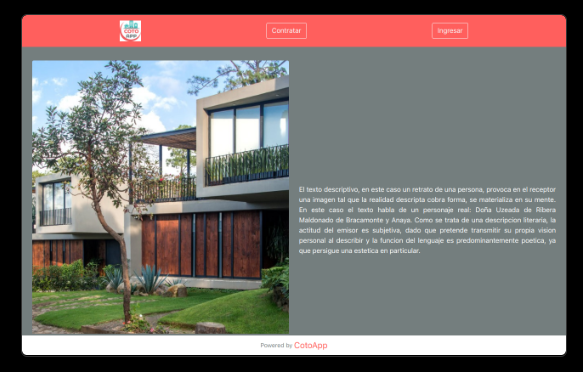 COTO
APP
Contratar
Ingresar
El texto descriptivo, en este caso un retrato de una persona, provoca en el receptor
una imagen tal que la realidad descripta cobra forma, se materializa en su mente.
En este caso el texto habla de un personaje real: Doña Uzeada de Ribera
Maldonado de Bracamonte y Anaya. Como se trata de una descripcion literaria, la
actitud del emisor es subjetiva, dado que pretende transmitir su propia vision
personal al describir y la funcion del lenguaje es predominantemente poetica, ya
que persigue una estetica en particular.
Powered by CotoApp